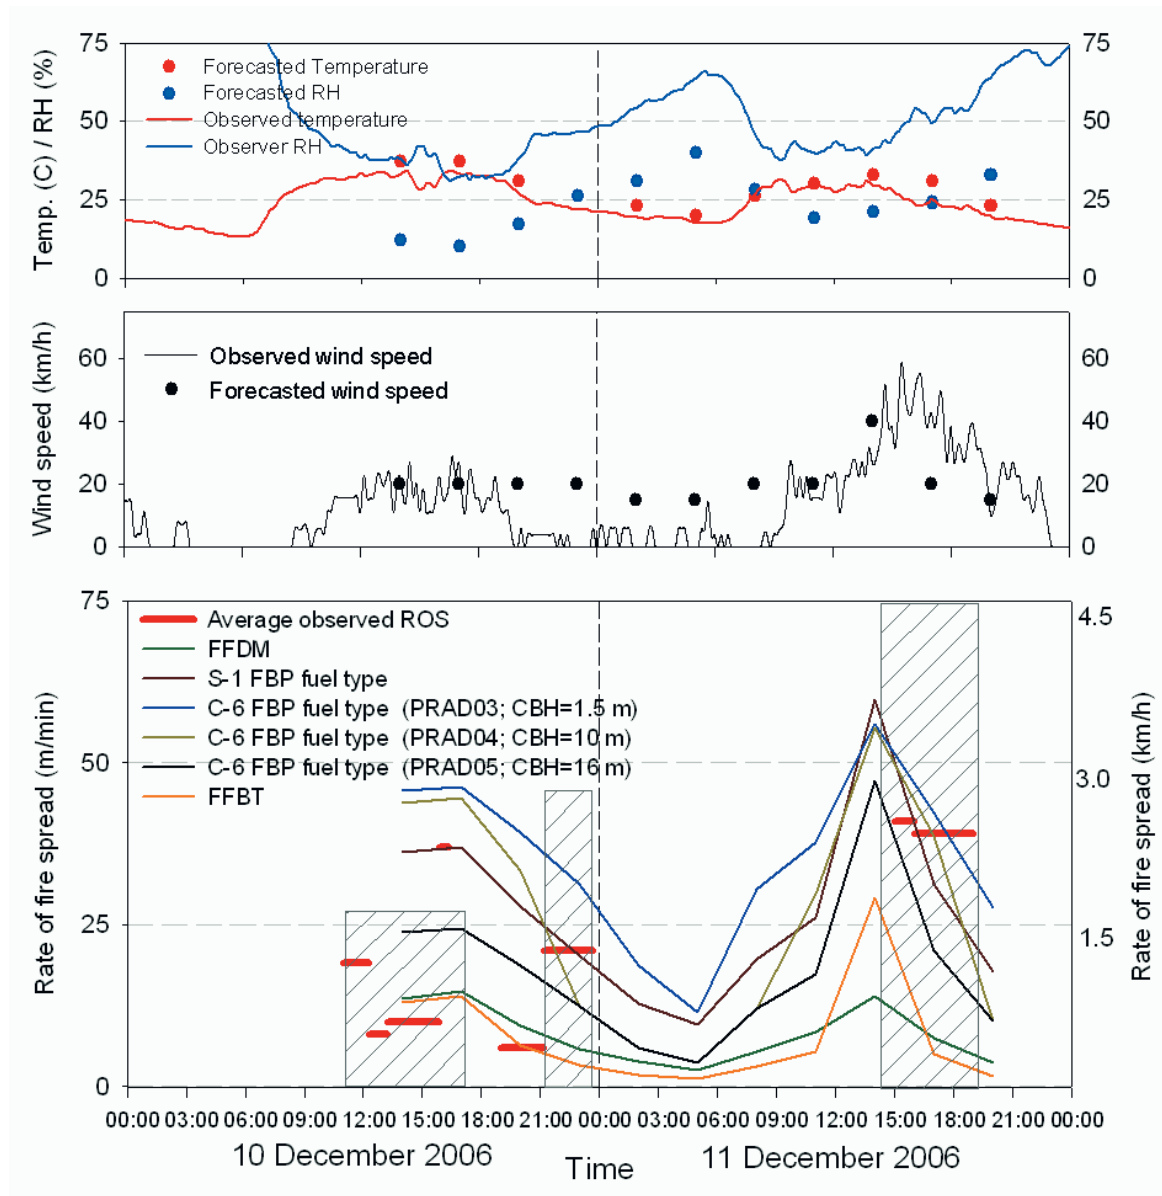 75 75
Forecasted Temperature
Forecasted RH
50 50
Observed temperature
Observer RH
25 25
0 0
Temp. (C) / RH (%)
60 60
Observed wind speed
Forecasted wind speed
40 40
20 20
0 0
Wind speed (km/h)
75
4.5
Average observed ROS
FFDM
S-1 FBP fuel type
C-6 FBP fuel type (PRAD03; CBH=1.5 m)
C-6 FBP fuel type (PRAD04; CBH=10 m)
50
C-6 FBP fuel type (PRAD05; CBH=16 m)
3.0
FFBT
25
1.5
0
Rate of fire spread (m/min)
Rate of fire spread (km/h)
00:00 03:00 06:00 09:00 12:00 15:00 18:00 21:00 00:00 03:00 06:00 09:00 12:00 15:00 18:00 21:00 00:00
10 December 2006 11 December 2006
Time